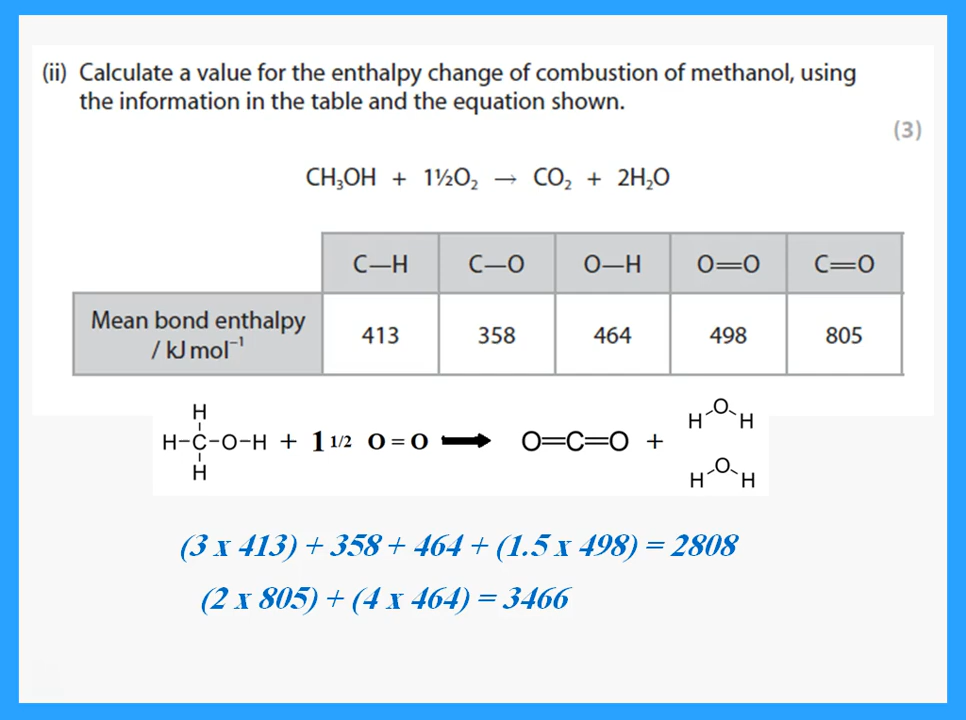 (ii) Calculate a value for the enthalpy change of combustion of methanol, using
the information in the table and the equation shown.
(3)
CH₃OH + 1½O₂ → CO₂ + 2H₂O
C—H C—O O—H O=O C=O
Mean bond enthalpy
/ kJ mol⁻¹
413 358 464 498 805
H
H-C-O-H + 1 1/2 O = O → O=C=O +
H
H O H
H O H
(3 x 413) + 358 + 464 + (1.5 x 498) = 2808
(2 x 805) + (4 x 464) = 3466